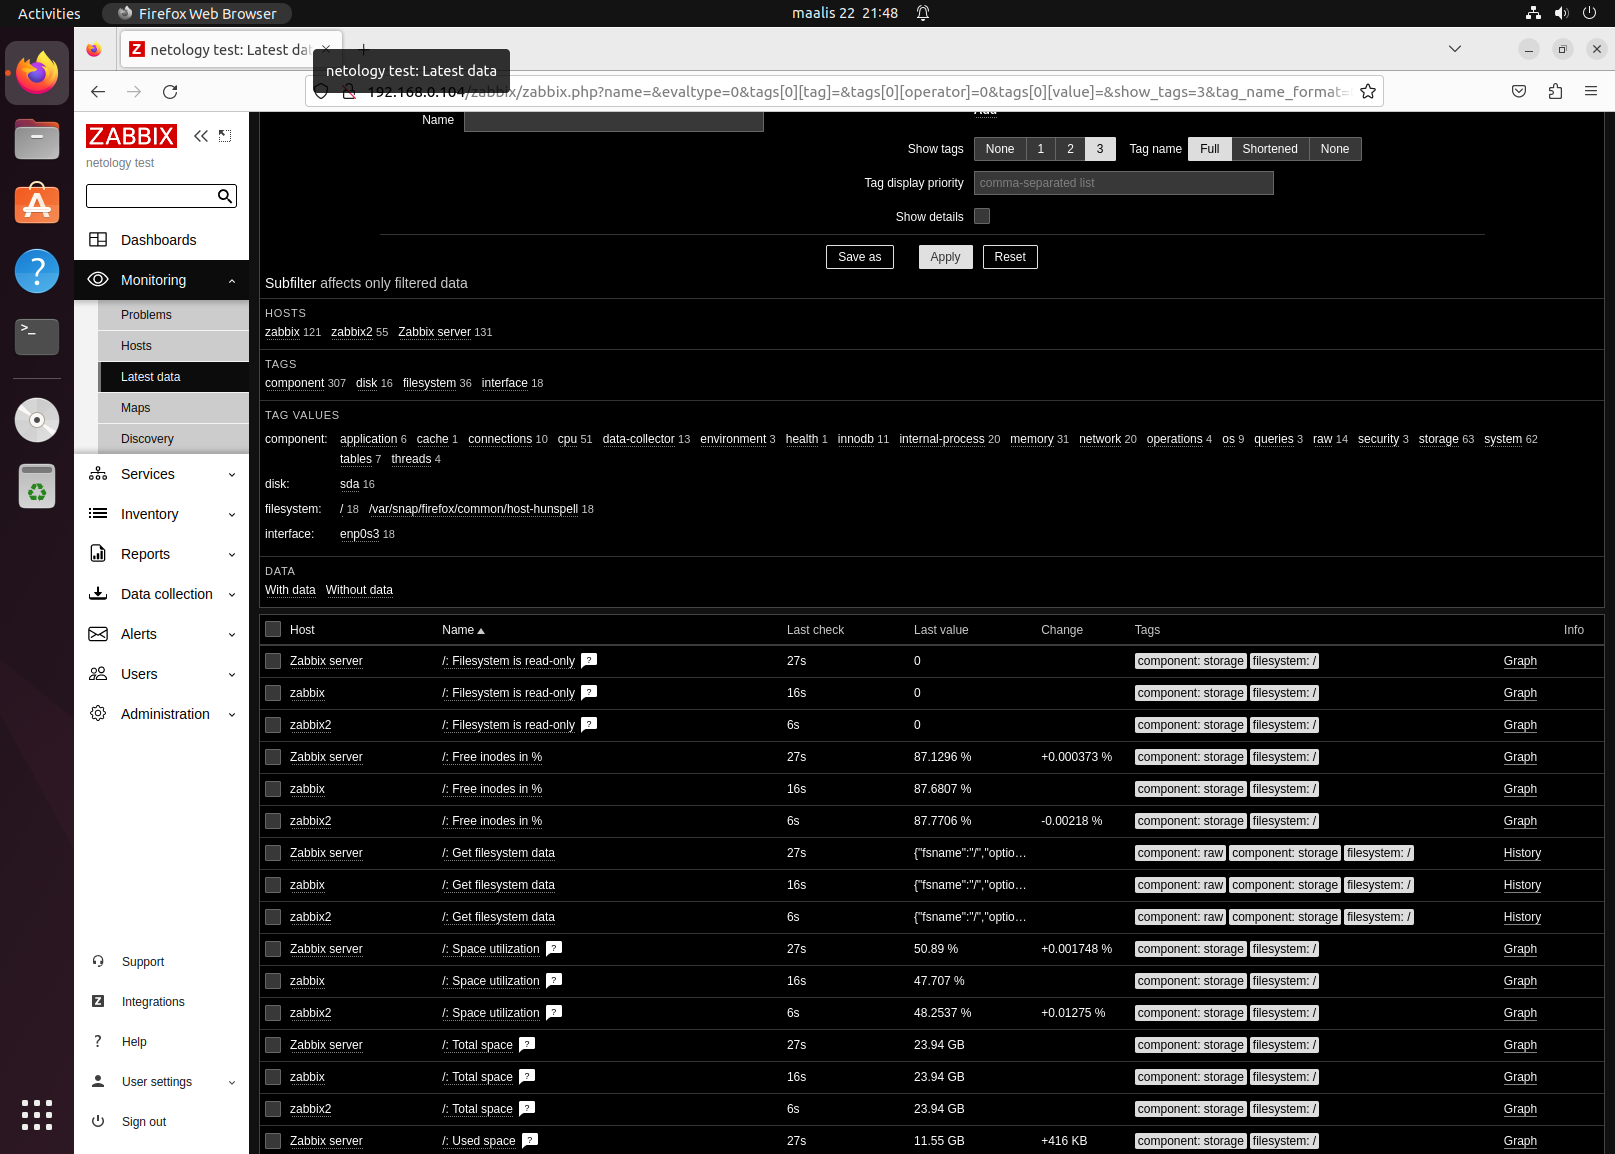 Activities
Firefox Web Browser
maalis 22 21:48
netology test: Latest dat
netology test: Latest data
192.168.0.104/zabbix/zabbix.php?name=&evaltype=0&tags[0][tag]=&tags[0][operator]=0&tags[0][value]=&show_tags=3&tag_name_format=
ZABBIX
netology test
Dashboards
Monitoring
Problems
Hosts
Latest data
Maps
Discovery
Services
Inventory
Reports
Data collection
Alerts
Users
Administration
Support
Integrations
Help
User settings
Sign out
Name
Add
Show tags None 1 2 3 Tag name Full Shortened None
Tag display priority comma-separated list
Show details
Save as Apply Reset
Subfilter affects only filtered data
HOSTS
zabbix 121 zabbix2 55 Zabbix server 131
TAGS
component 307 disk 16 filesystem 36 interface 18
TAG VALUES
component: application 6 cache 1 connections 10 cpu 51 data-collector 13 environment 3 health 1 innodb 11 internal-process 20 memory 31 network 20 operations 4 os 9 queries 3 raw 14 security 3 storage 63 system 62
tables 7 threads 4
disk: sda 16
filesystem: / 18 /var/snap/firefox/common/host-hunspell 18
interface: enp0s3 18
DATA
With data Without data
Host Name Last check Last value Change Tags Info
Zabbix server /: Filesystem is read-only ? 27s 0 component: storage filesystem: / Graph
zabbix /: Filesystem is read-only ? 16s 0 component: storage filesystem: / Graph
zabbix2 /: Filesystem is read-only ? 6s 0 component: storage filesystem: / Graph
Zabbix server /: Free inodes in % 27s 87.1296 % +0.000373 % component: storage filesystem: / Graph
zabbix /: Free inodes in % 16s 87.6807 % component: storage filesystem: / Graph
zabbix2 /: Free inodes in % 6s 87.7706 % -0.00218 % component: storage filesystem: / Graph
Zabbix server /: Get filesystem data 27s {"fsname":"/","optio… component: raw component: storage filesystem: / History
zabbix /: Get filesystem data 16s {"fsname":"/","optio… component: raw component: storage filesystem: / History
zabbix2 /: Get filesystem data 6s {"fsname":"/","optio… component: raw component: storage filesystem: / History
Zabbix server /: Space utilization ? 27s 50.89 % +0.001748 % component: storage filesystem: / Graph
zabbix /: Space utilization ? 16s 47.707 % component: storage filesystem: / Graph
zabbix2 /: Space utilization ? 6s 48.2537 % +0.01275 % component: storage filesystem: / Graph
Zabbix server /: Total space ? 27s 23.94 GB component: storage filesystem: / Graph
zabbix /: Total space ? 16s 23.94 GB component: storage filesystem: / Graph
zabbix2 /: Total space ? 6s 23.94 GB component: storage filesystem: / Graph
Zabbix server /: Used space ? 27s 11.55 GB +416 KB component: storage filesystem: / Graph